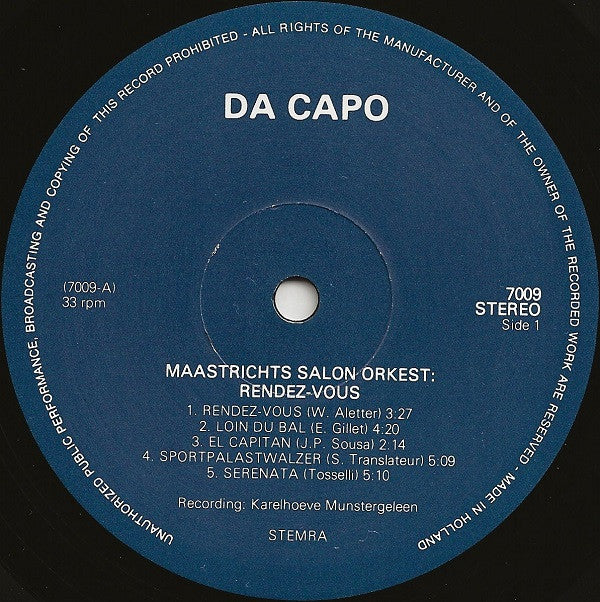 UNAUTHORIZED PUBLIC PERFORMANCE, BROADCASTING AND COPYING OF THIS RECORD PROHIBITED - ALL RIGHTS OF THE MANUFACTURER AND OF THE OWNER OF THE RECORDED WORK ARE RESERVED - MADE IN HOLLAND
DA CAPO
(7009-A)
33 rpm
7009
STEREO
Side 1
MAASTRICHTS SALON ORKEST:
RENDEZ-VOUS
1. RENDEZ-VOUS (W. Aletter) 3:27
2. LOIN DU BAL (E. Gillet) 4:20
3. EL CAPITAN (J.P. Sousa) 2:14
4. SPORTPALASTWALZER (S. Translateur) 5:09
5. SERENATA (Tosselli) 5:10
Recording: Karelhoeve Munstergeleen
STEMRA